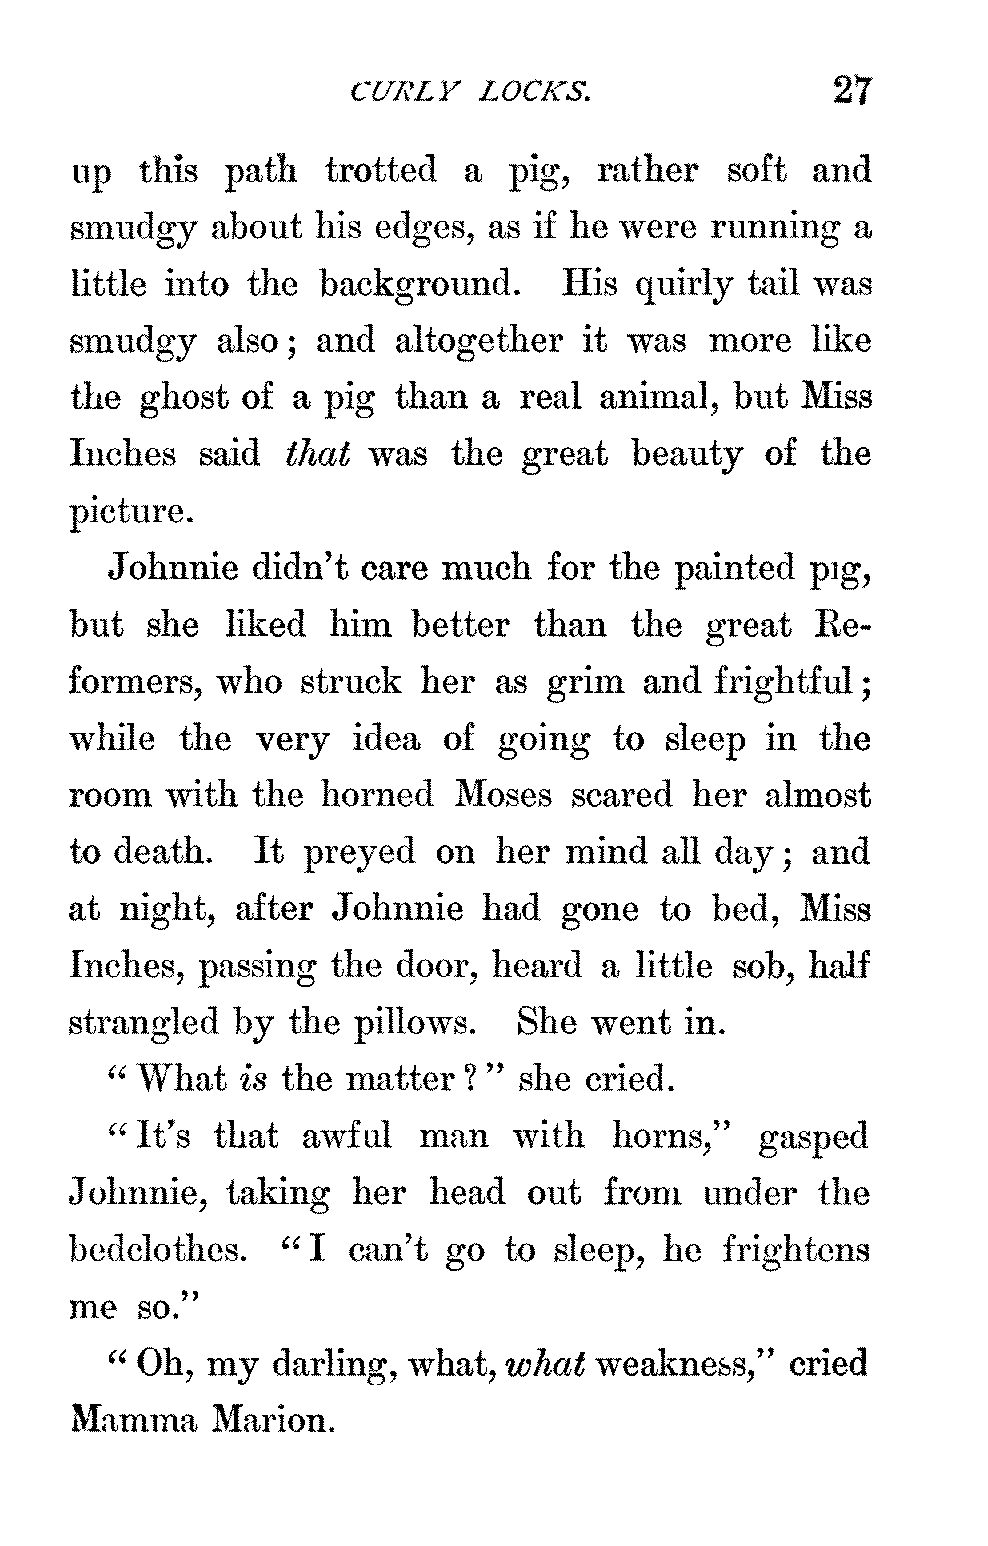 CURLY LOCKS. 27
up this path trotted a pig, rather soft and
smudgy about his edges, as if he were running a
little into the background. His quirly tail was
smudgy also; and altogether it was more like
the ghost of a pig than a real animal, but Miss
Inches said that was the great beauty of the
picture.
Johnnie didn't care much for the painted pig,
but she liked him better than the great Re-
formers, who struck her as grim and frightful;
while the very idea of going to sleep in the
room with the horned Moses scared her almost
to death. It preyed on her mind all day; and
at night, after Johnnie had gone to bed, Miss
Inches, passing the door, heard a little sob, half
strangled by the pillows. She went in.
"What is the matter?" she cried.
"It's that awful man with horns," gasped
Johnnie, taking her head out from under the
bedclothes. "I can't go to sleep, he frightens
me so."
"Oh, my darling, what, what weakness," cried
Mamma Marion.